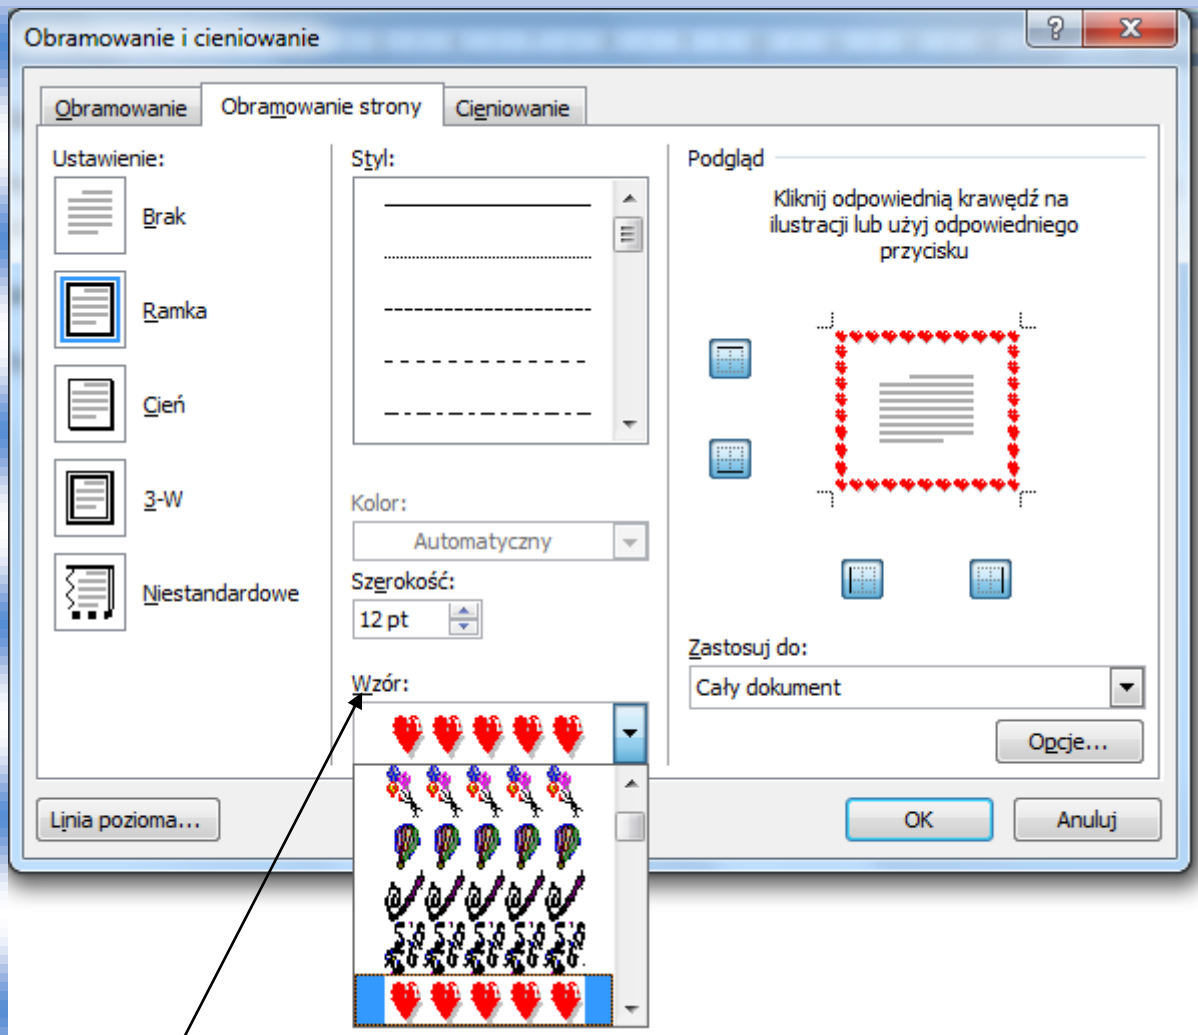 Obramowanie i cieniowanie
Obramowanie
Obramowanie strony
Cieniowanie
Ustawienie:
Brak
Ramka
Cień
3-W
Niestandardowe
Styl:
Kolor:
Automatyczny
Szerokość:
12 pt
Wzór:
Podgląd
Kliknij odpowiednią krawędź na
ilustracji lub użyj odpowiedniego
przycisku
Zastosuj do:
Cały dokument
Opcje...
Linia pozioma...
OK
Anuluj